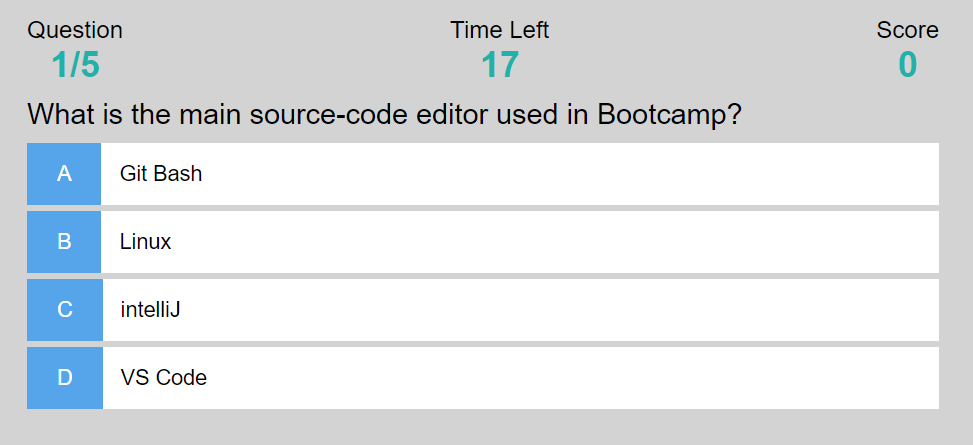 Question Time Left Score
1/5 17 0
What is the main source-code editor used in Bootcamp?
A Git Bash
B Linux
C intelliJ
D VS Code